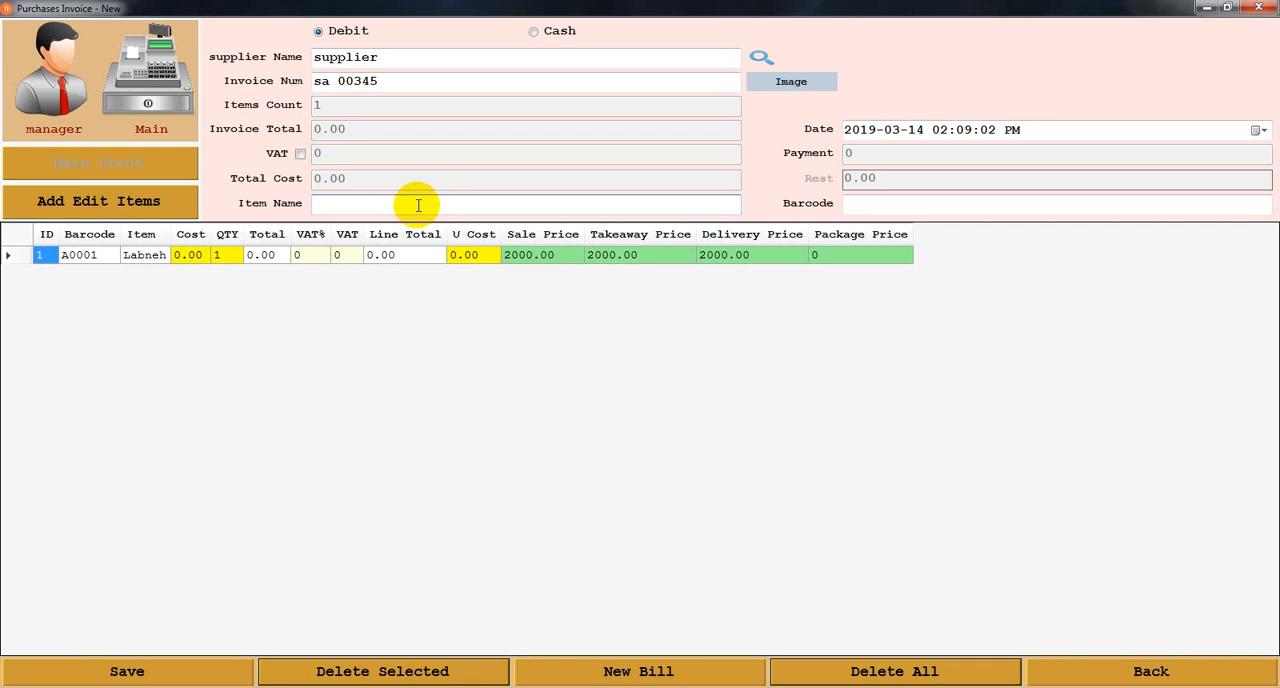 Purchases Invoice - New
Debit Cash
supplier Name supplier
Invoice Num sa 00345 Image
Items Count 1
manager Main Invoice Total 0.00 Date 2019-03-14 02:09:02 PM
VAT 0 Payment 0
Main Stock Total Cost 0.00 Rest 0.00
Add Edit Items Item Name Barcode
ID Barcode Item Cost QTY Total VAT% VAT Line Total U Cost Sale Price Takeaway Price Delivery Price Package Price
1 A0001 Labneh 0.00 1 0.00 0 0 0.00 0.00 2000.00 2000.00 2000.00 0
Save Delete Selected New Bill Delete All Back